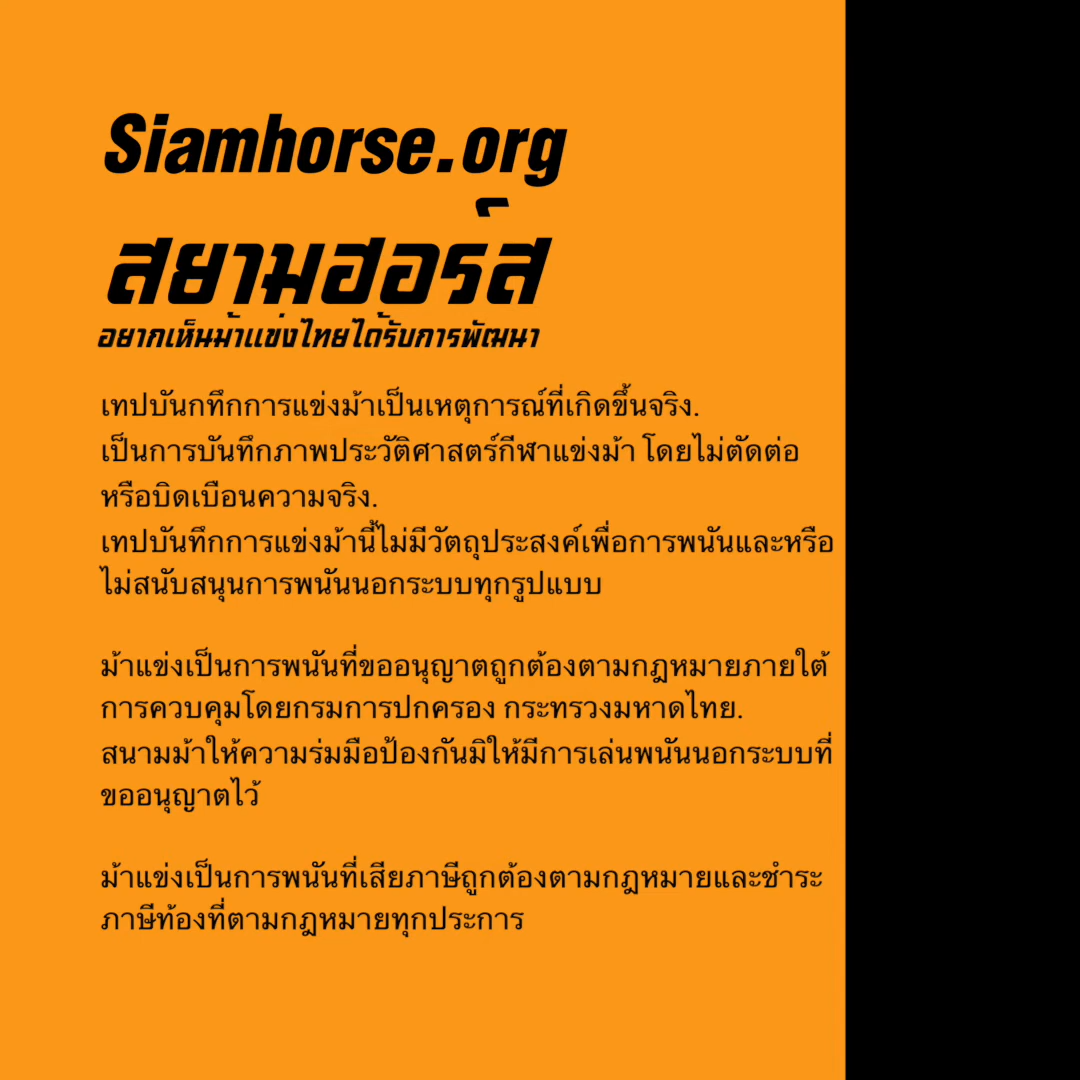 Siamhorse.org
สยามฮอร์ส
อยากเห็นม้าแข่งไทยได้รับการพัฒนา
เทปบันกทึกการแข่งม้าเป็นเหตุการณ์ที่เกิดขึ้นจริง.
เป็นการบันทึกภาพประวัติศาสตร์กีฬาแข่งม้า โดยไม่ตัดต่อ
หรือบิดเบือนความจริง.
เทปบันทึกการแข่งม้านี้ไม่มีวัตถุประสงค์เพื่อการพนันและหรือ
ไม่สนับสนุนการพนันนอกระบบทุกรูปแบบ
ม้าแข่งเป็นการพนันที่ขออนุญาตถูกต้องตามกฎหมายภายใต้
การควบคุมโดยกรมการปกครอง กระทรวงมหาดไทย.
สนามม้าให้ความร่มมือป้องกันมิให้มีการเล่นพนันนอกระบบที่
ขออนุญาตไว้
ม้าแข่งเป็นการพนันที่เสียภาษีถูกต้องตามกฎหมายและชำระ
ภาษีท้องที่ตามกฎหมายทุกประการ